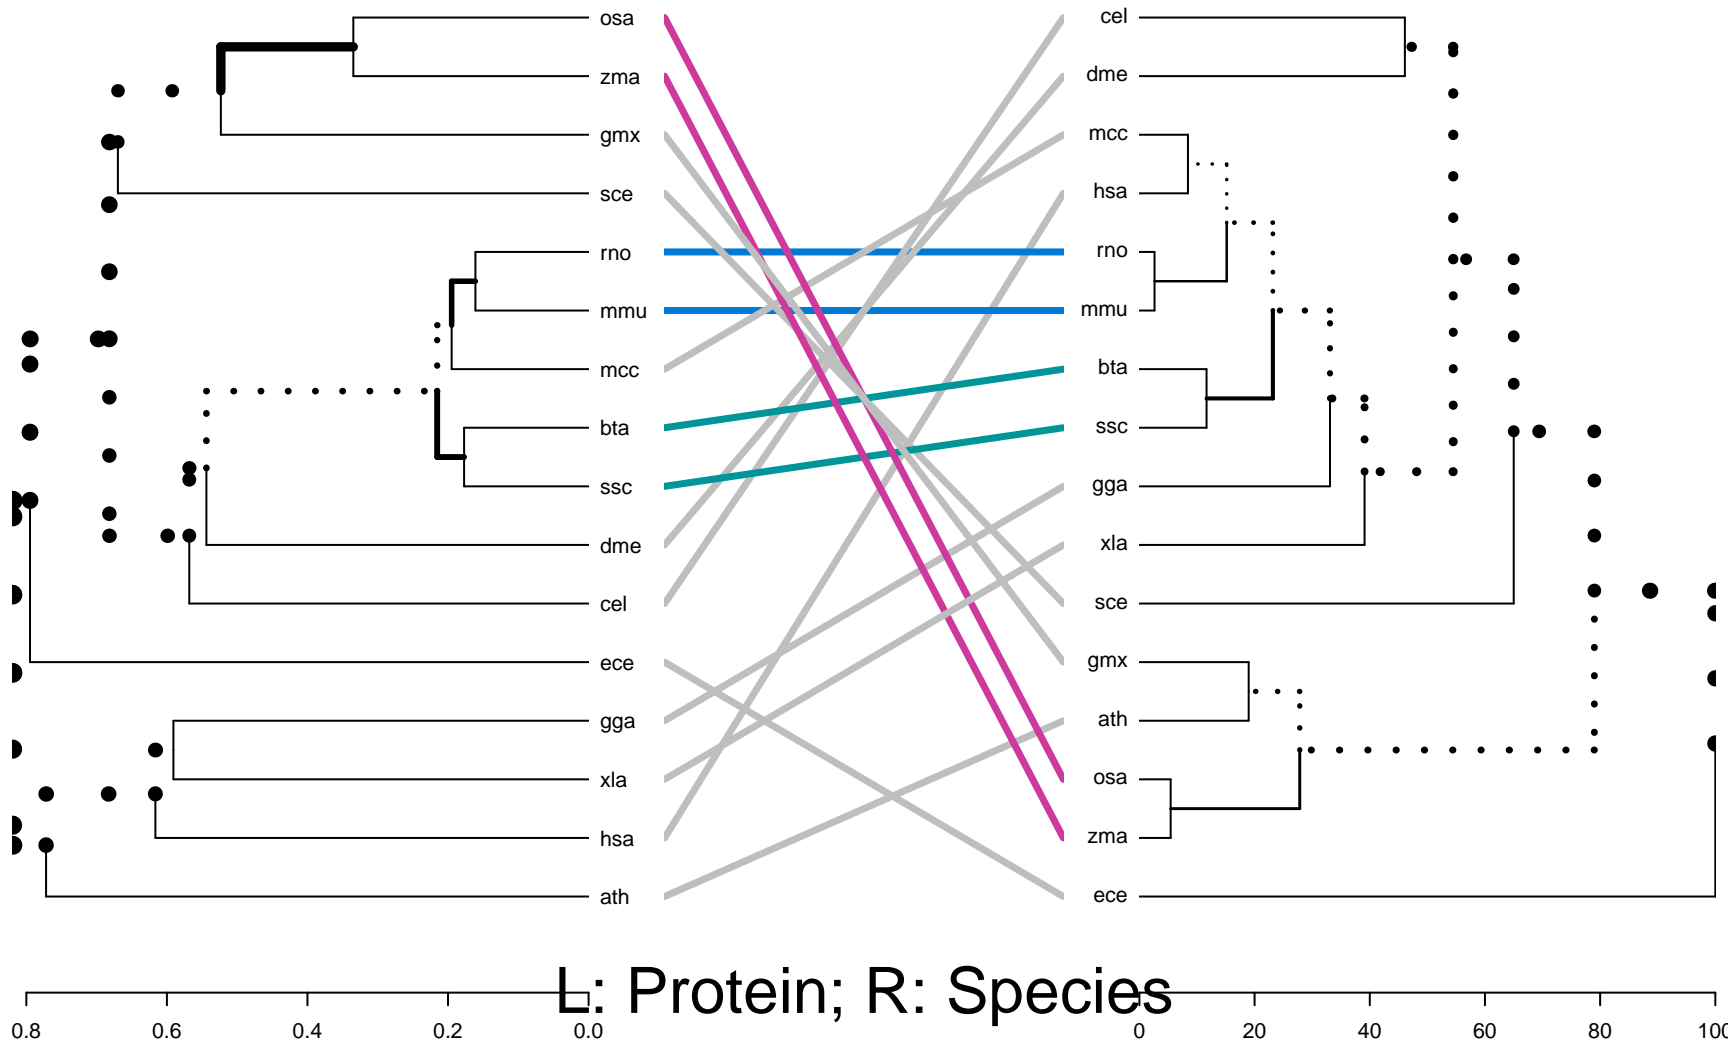 osa cel
zma dme
gmx mcc
sce hsa
rno rno
mmu mmu
mcc bta
bta ssc
ssc gga
dme xla
cel sce
ece gmx
gga ath
xla osa
hsa zma
ath ece
L: Protein; R: Species
0.8 0.6 0.4 0.2 0.0 0 20 40 60 80 100